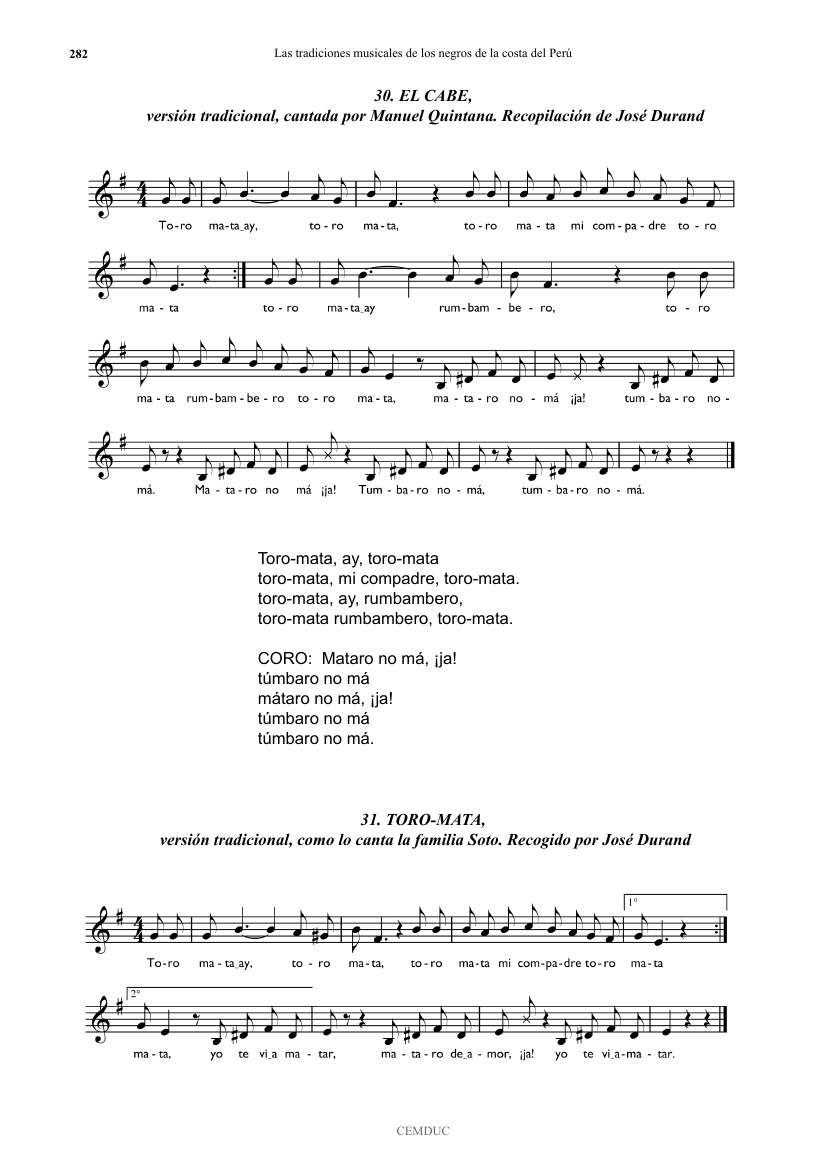 282
Las tradiciones musicales de los negros de la costa del Perú
30. EL CABE,
versión tradicional, cantada por Manuel Quintana. Recopilación de José Durand
To-ro ma-ta_ay, to - ro ma-ta, to-ro ma - ta mi com-pa-dre to - ro
ma - ta to - ro ma-ta_ay rum-bam - be - ro, to - ro
ma - ta rum-bam-be-ro to-ro ma-ta, ma-ta-ro no - má ¡ja! tum-ba-ro no -
má. Ma - ta-ro no má ¡ja! Tum-ba-ro no-má, tum - ba-ro no - má.
Toro-mata, ay, toro-mata
toro-mata, mi compadre, toro-mata.
toro-mata, ay, rumbambero,
toro-mata rumbambero, toro-mata.
CORO: Mataro no má, ¡ja!
túmbaro no má
mátaro no má, ¡ja!
túmbaro no má
túmbaro no má.
31. TORO-MATA,
versión tradicional, como lo canta la familia Soto. Recogido por José Durand
1°
To-ro ma-ta_ay, to - ro ma-ta, to-ro ma-ta mi com-pa-dre to-ro ma-ta
2°
ma-ta, yo te vi_a ma - tar, ma - ta - ro de_a - mor, ¡ja! yo te vi_a-ma - tar.
CEMDUC